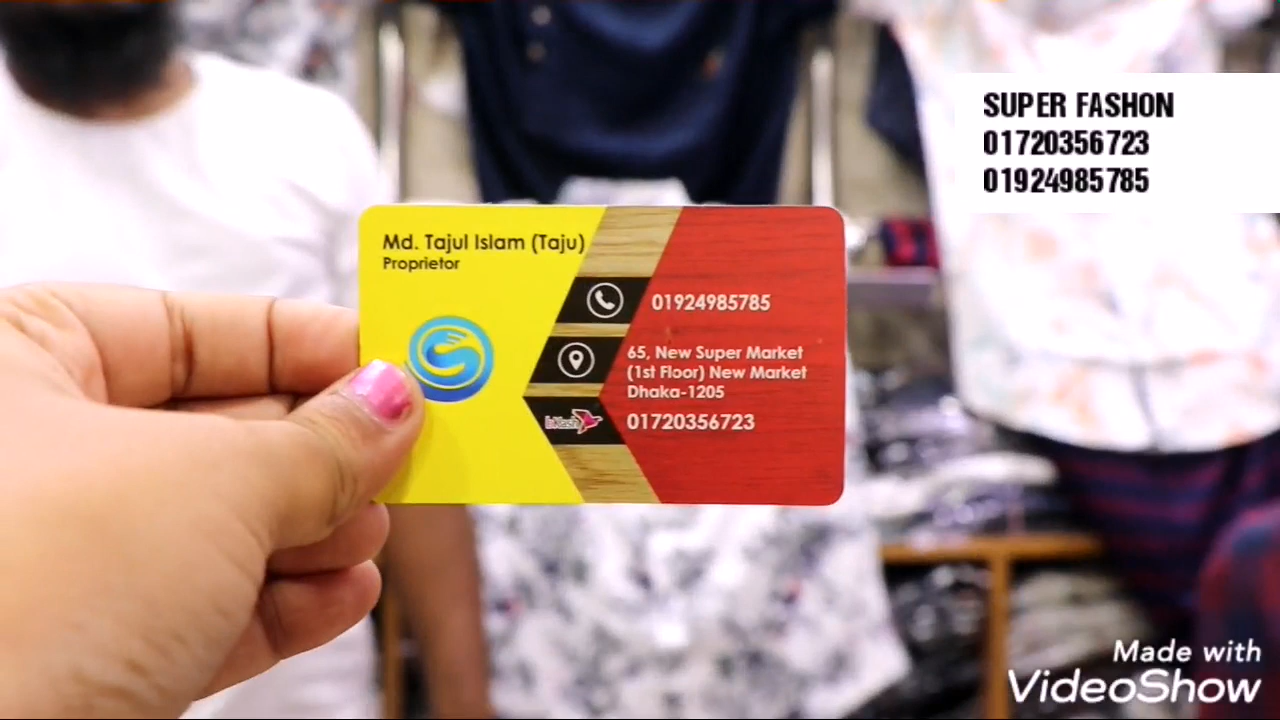 SUPER FASHON
01720356723
01924985785
Md. Tajul Islam (Taju)
Proprietor
01924985785
65, New Super Market
(1st Floor) New Market
Dhaka-1205
bKash
01720356723
Made with
VideoShow